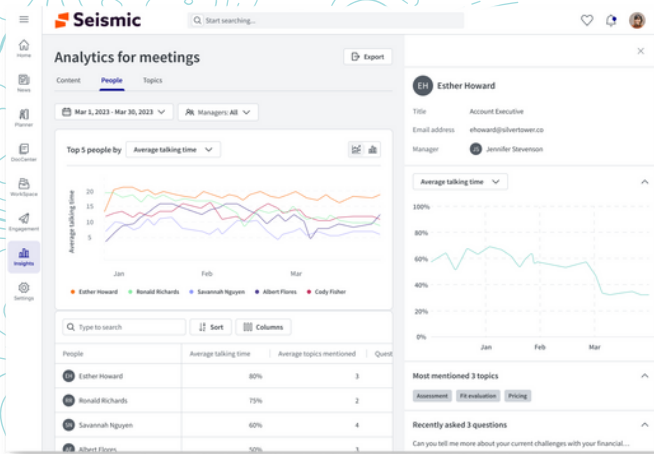 Seismic
Start searching...
Home
News
Planner
DocCenter
WorkSpace
Engagement
Insights
Settings
Analytics for meetings
Export
Content People Topics
Mar 1, 2023 - Mar 30, 2023
Managers: All
Top 5 people by Average talking time
Average talking time
20
15
10
5
Jan Feb Mar
Esther Howard Ronald Richards Savannah Nguyen Albert Flores Cody Fisher
Type to search Sort Columns
People Average talking time Average topics mentioned Quest
EH Esther Howard 80% 3
RR Ronald Richards 75% 2
SN Savannah Nguyen 60% 4
AF Albert Flores 50% 3
EH Esther Howard
Title Account Executive
Email address ehoward@silvertower.co
Manager JS Jennifer Stevenson
Average talking time
100%
80%
60%
40%
20%
0%
Jan Feb Mar
Most mentioned 3 topics
Assessment Fit evaluation Pricing
Recently asked 3 questions
Can you tell me more about your current challenges with your financial...